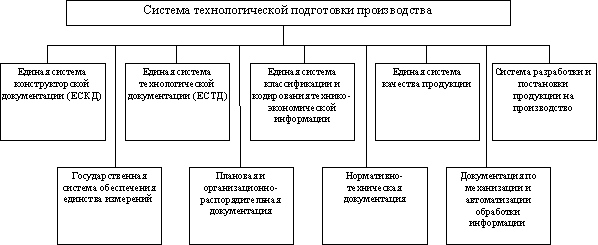 Система технологической подготовки производства
Единая система
конструкторской
документации (ЕСКД)
Единая система
технологической
документации (ЕСТД)
Единая система
классификации и
кодирования технико-
экономической
информации
Единая система
качества продукции
Система разработки и
постановки
продукции на
производство
Государственная
система обеспечения
единства измерений
Плановая и
организационно-
распорядительная
документация
Нормативно-
техническая
документация
Документация по
механизации и
автоматизации
обработки
информации